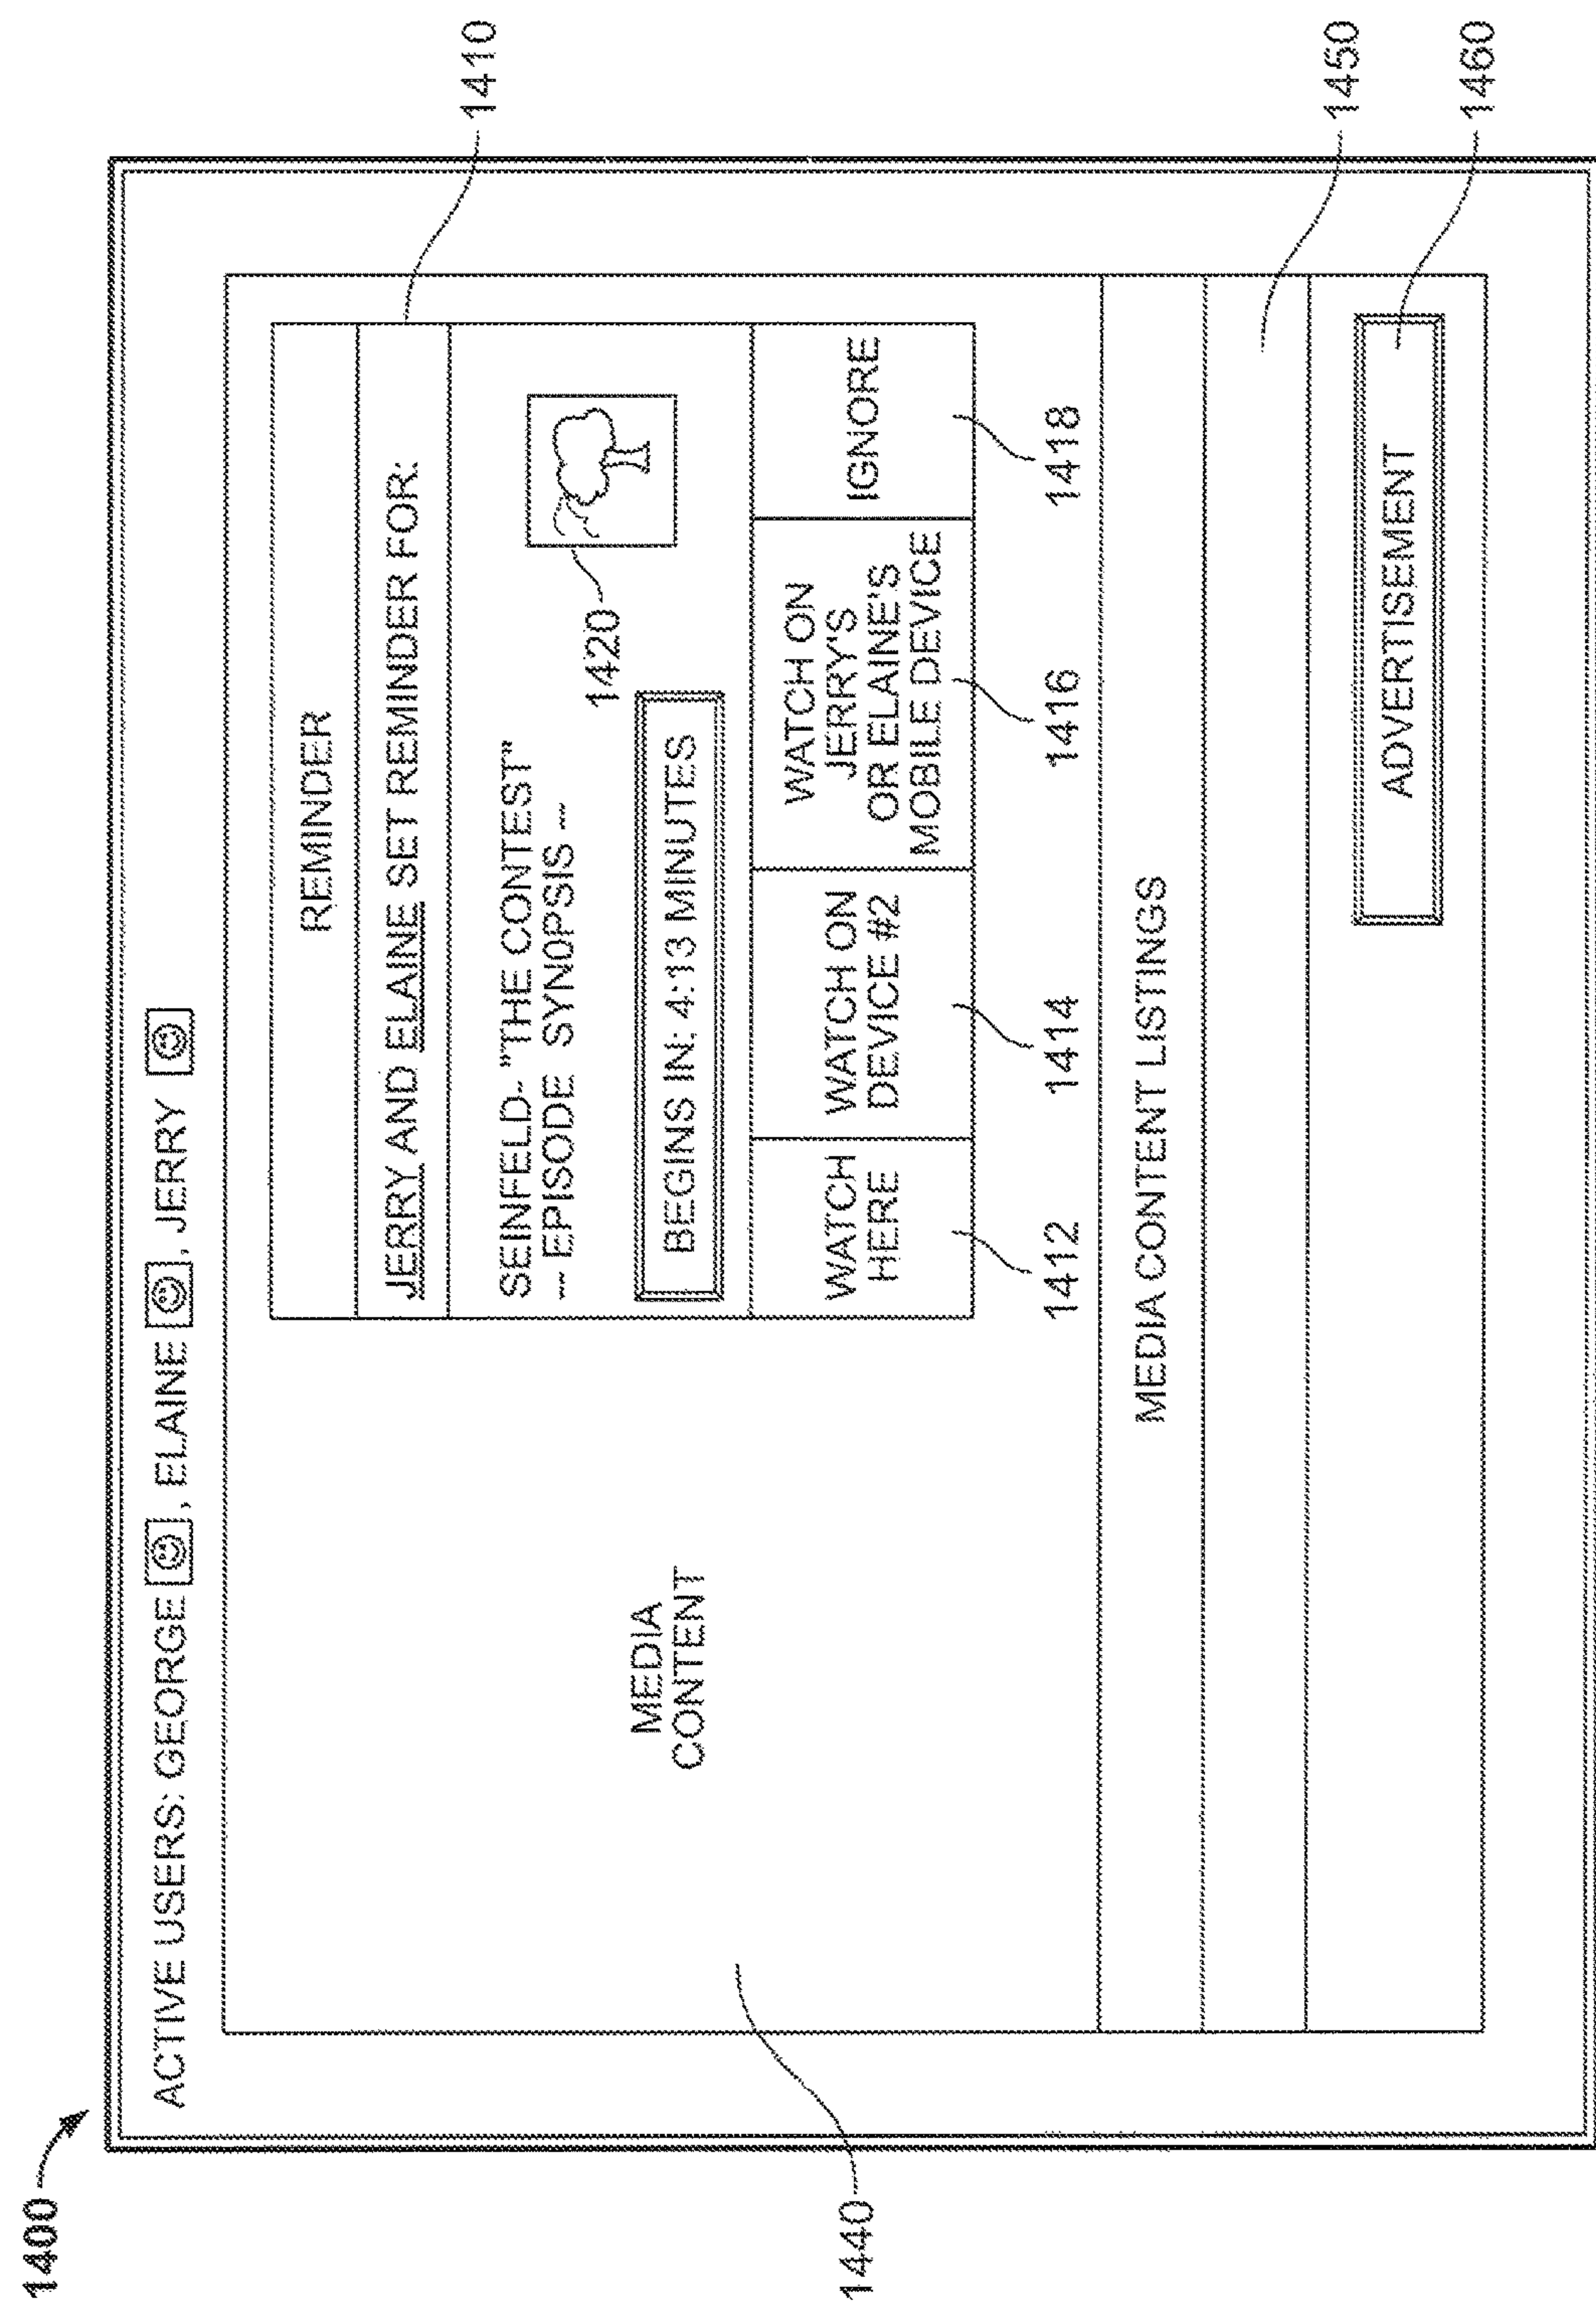 1400
ACTIVE USERS: GEORGE , ELAINE , JERRY
REMINDER
JERRY AND ELAINE SET REMINDER FOR:
1410
SEINFELD- "THE CONTEST"
-- EPISODE SYNOPSIS --
1420
BEGINS IN: 4:13 MINUTES
MEDIA
CONTENT
WATCH
HERE
WATCH ON
DEVICE #2
WATCH ON
JERRY'S
OR ELAINE'S
MOBILE DEVICE
IGNORE
1440
1412
1414
1416
1418
MEDIA CONTENT LISTINGS
1450
ADVERTISEMENT
1460